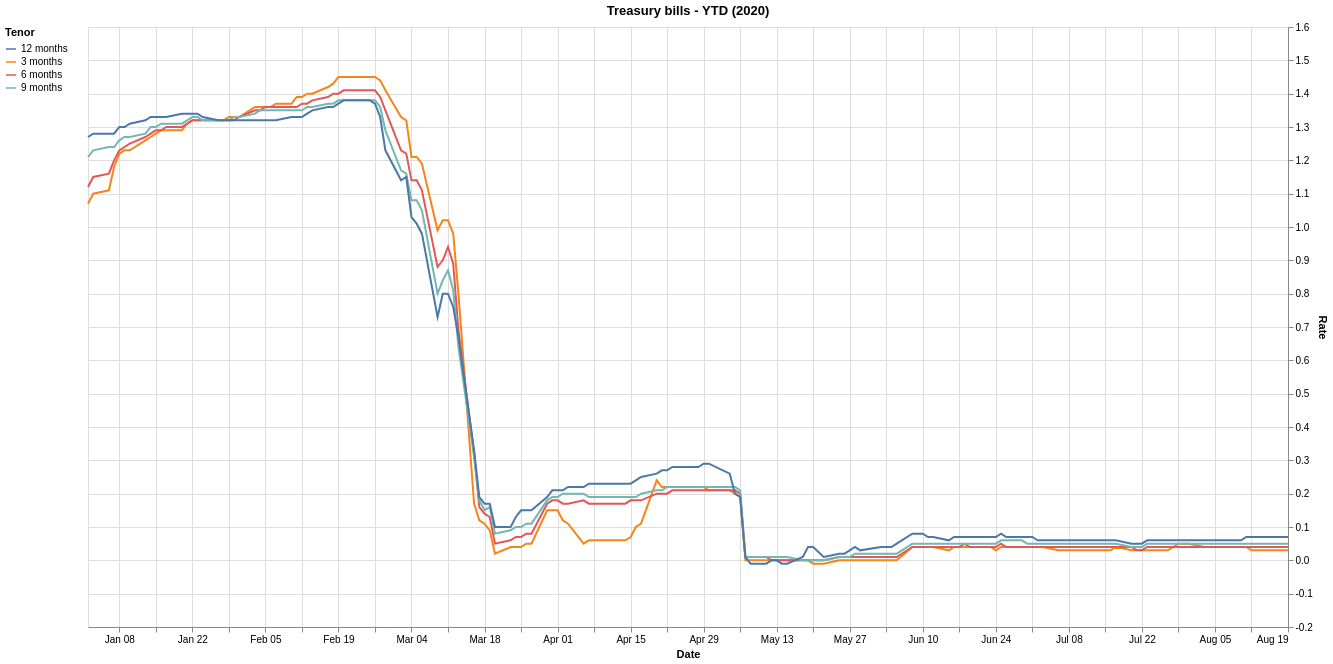 Treasury bills - YTD (2020)
Tenor
12 months
3 months
6 months
9 months
1.6
1.5
1.4
1.3
1.2
1.1
1.0
0.9
0.8
0.7
0.6
0.5
0.4
0.3
0.2
0.1
0.0
-0.1
-0.2
Rate
Jan 08 Jan 22 Feb 05 Feb 19 Mar 04 Mar 18 Apr 01 Apr 15 Apr 29 May 13 May 27 Jun 10 Jun 24 Jul 08 Jul 22 Aug 05 Aug 19
Date